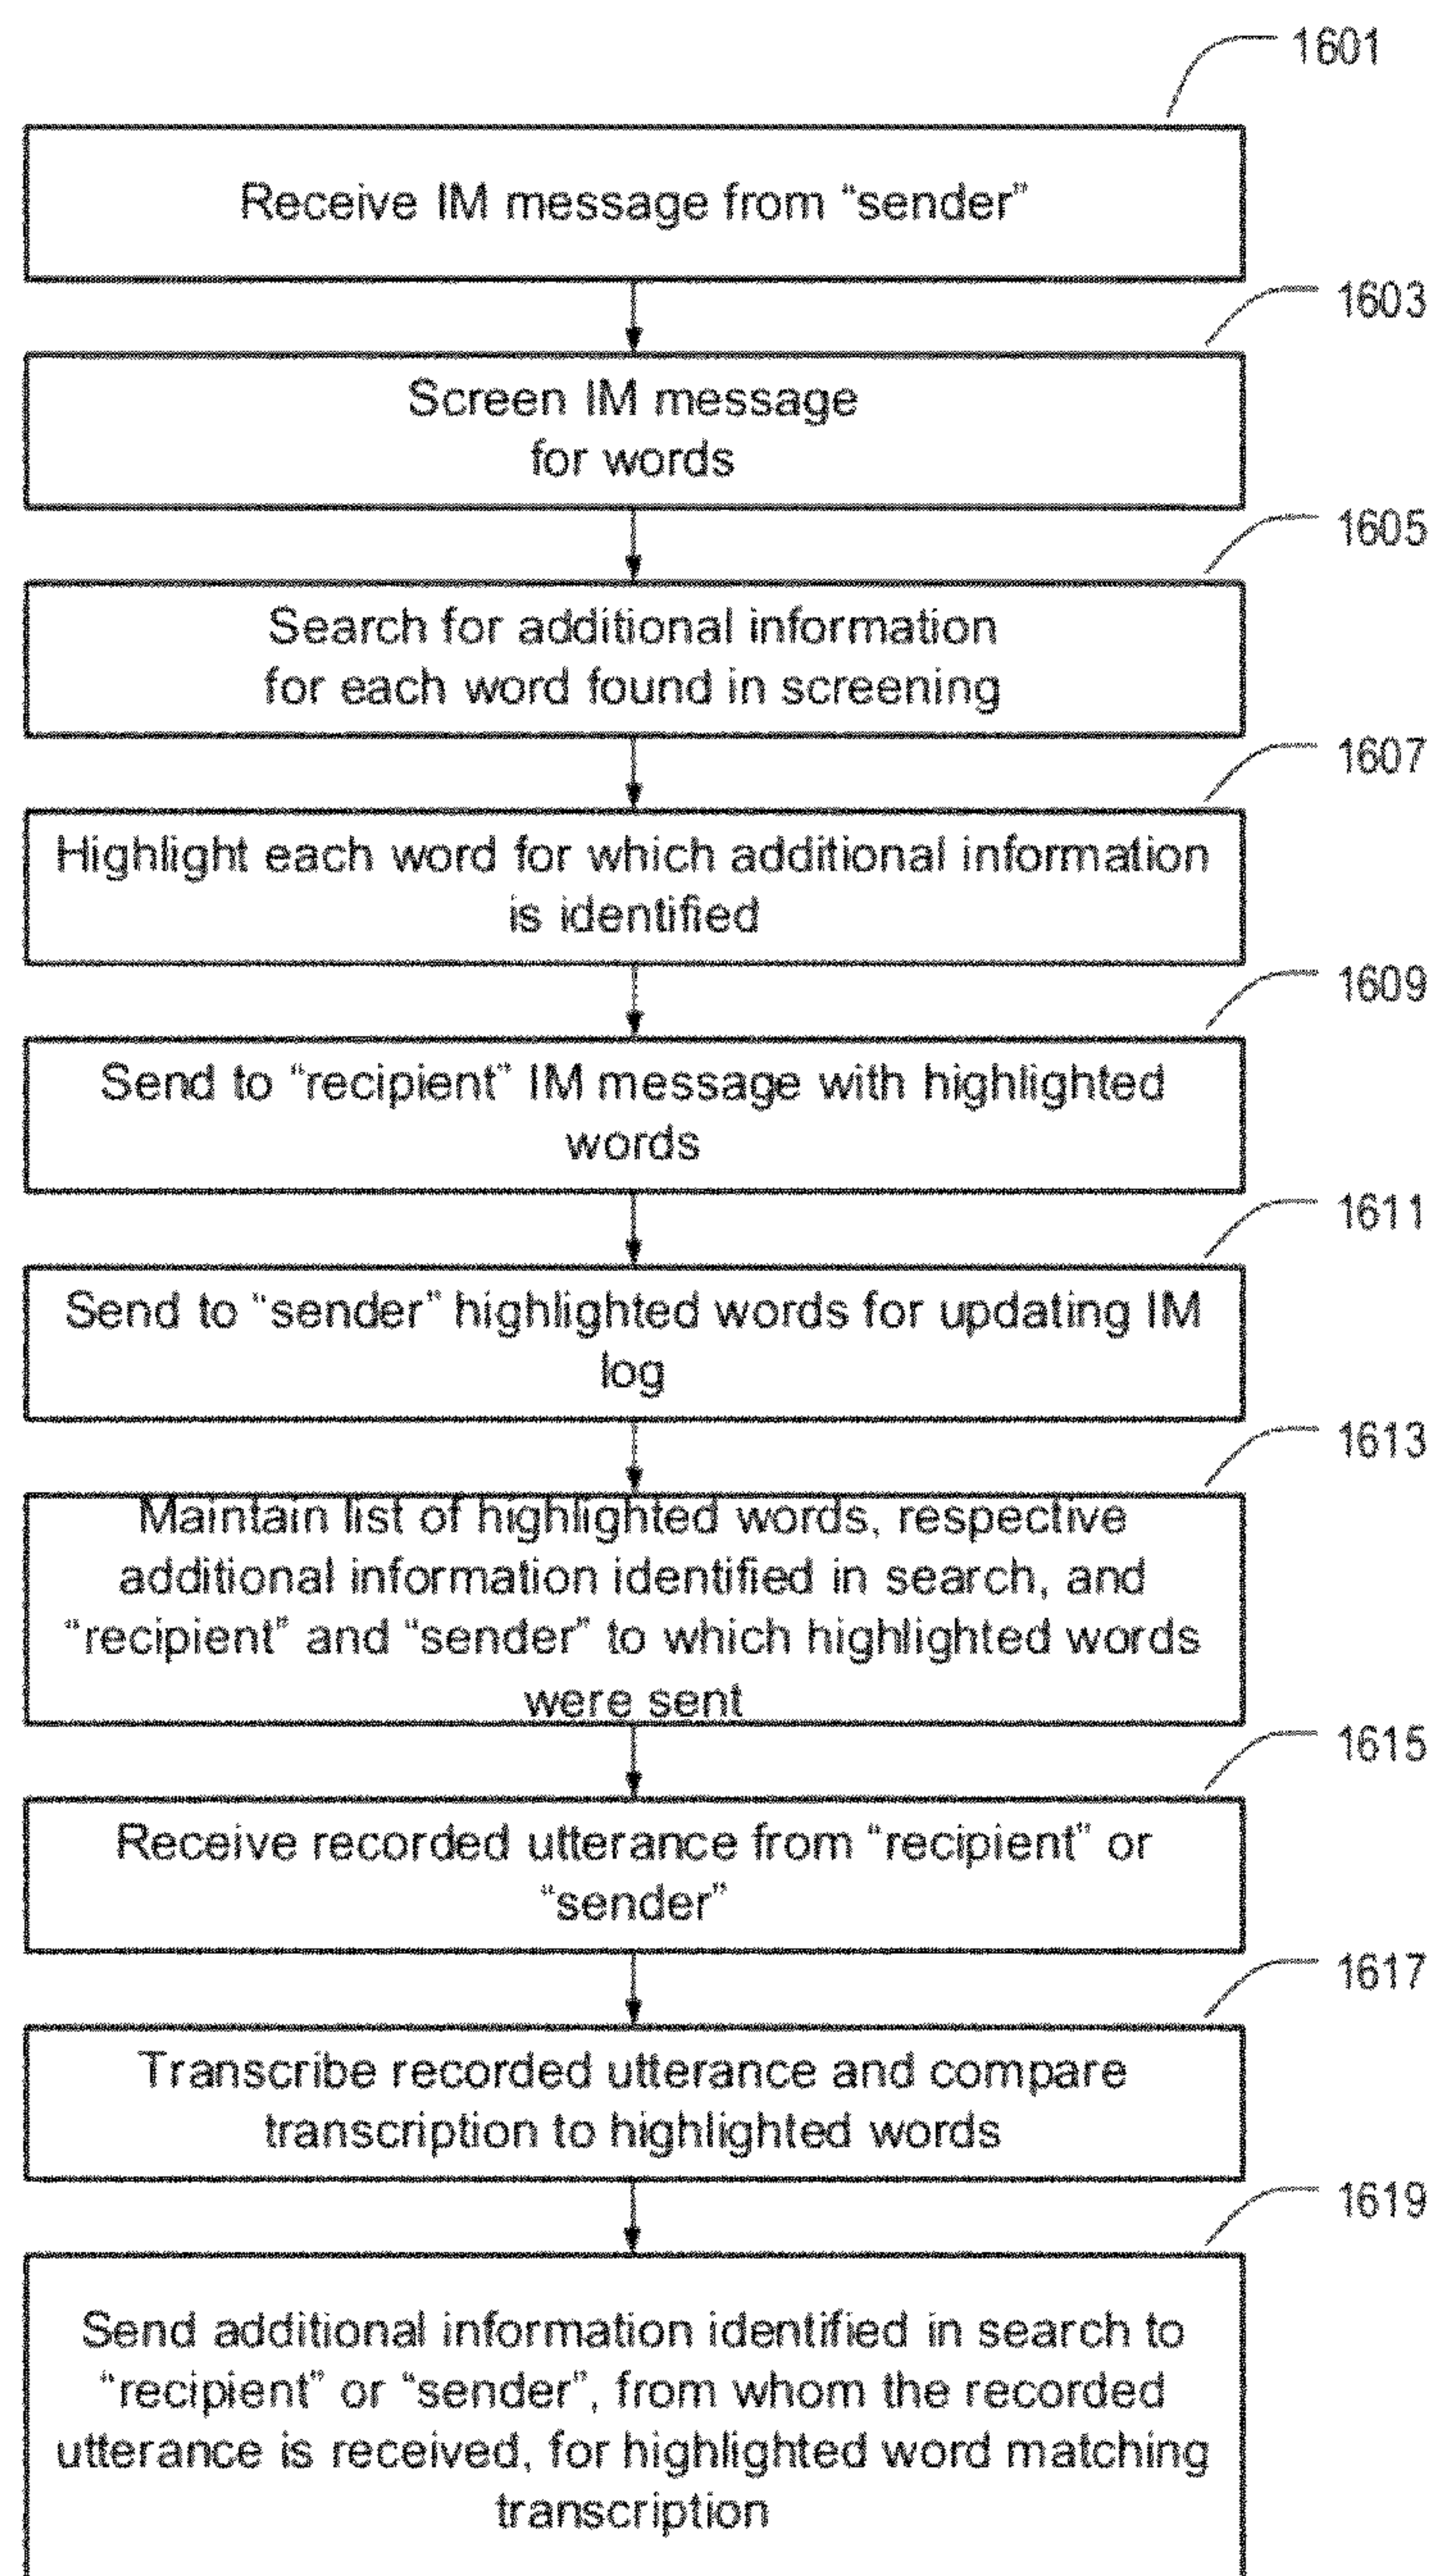 1601
Receive IM message from “sender”
1603
Screen IM message
for words
1605
Search for additional information
for each word found in screening
1607
Highlight each word for which additional information
is identified
1609
Send to “recipient” IM message with highlighted
words
1611
Send to “sender” highlighted words for updating IM
log
1613
Maintain list of highlighted words, respective
additional information identified in search, and
“recipient” and “sender” to which highlighted words
were sent
1615
Receive recorded utterance from “recipient” or
“sender”
1617
Transcribe recorded utterance and compare
transcription to highlighted words
1619
Send additional information identified in search to
“recipient” or “sender”, from whom the recorded
utterance is received, for highlighted word matching
transcription